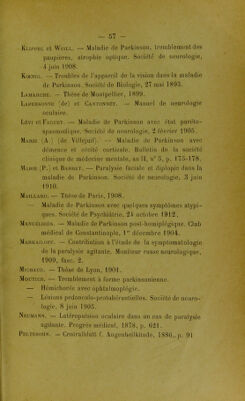 — 57 —
Klippel et Weill. — Maladie de Parkinson, tremblement des
paupières, atrophie optique. Société de neurologie,
4 juin 1908.
Kœnig. — Troubles de l'appareil de la vision dans la maladie
de Parkinson. Société de Biologie, 27 mai 1893.
Lamarche. — Thèse de Montpellier, 1899.
Lapersonne (de) et Cantonnet. — Manuel de neurologie
oculaire.
Lévi et Faguet. — Maladie de Parkinson avec état paréto-
spasmodique. Société de neurologie, 2 février 1905.
Marie (A.) (de Villejuif). — Maladie de Parkinson avec
démence et cécité corticale. Bulletin de la société
clinique de médecine mentale, as II, n° 5, p. 175-178.
Marie (P.) et Barrat. — Paralysie faciale et diplopie dans la
maladie de Parkinson. Société de neurologie, 3 juin
1910.
Maillard. — Thèse de Paris, 1908.
— Maladie de Parkinson avec quelques symptômes atypi-
ques. Société de Psychiâtrie, 24 octobre 1912.
Mangelsdin. — Maladie de Parkinson post-hémiplégique. Club
médical de Constantinople, 1er décembre 1904.
Markeloff. — Contribution à l'étude de la symptomatologie
de la paralysie agitante. Moniteur russe neurologique,
1909, fasc. 2.
Michaud. — Thèse de Lyon, 1901.
Moutier. — Tremblement à forme parkinsonienne.
— Hémichorée avec ophtalmoplégie.
— Lésions pedonculo-protubérantielles. Société de neuro-
logie, 8 juin 1905.
Neumann. — Latéropulsion oculaire dans un cas de paralysie
agitante. Progrès médical, 1878, p. 621.
Peltesohn. — Centralblatt f. Augenheilkunde, 1886, p. 91